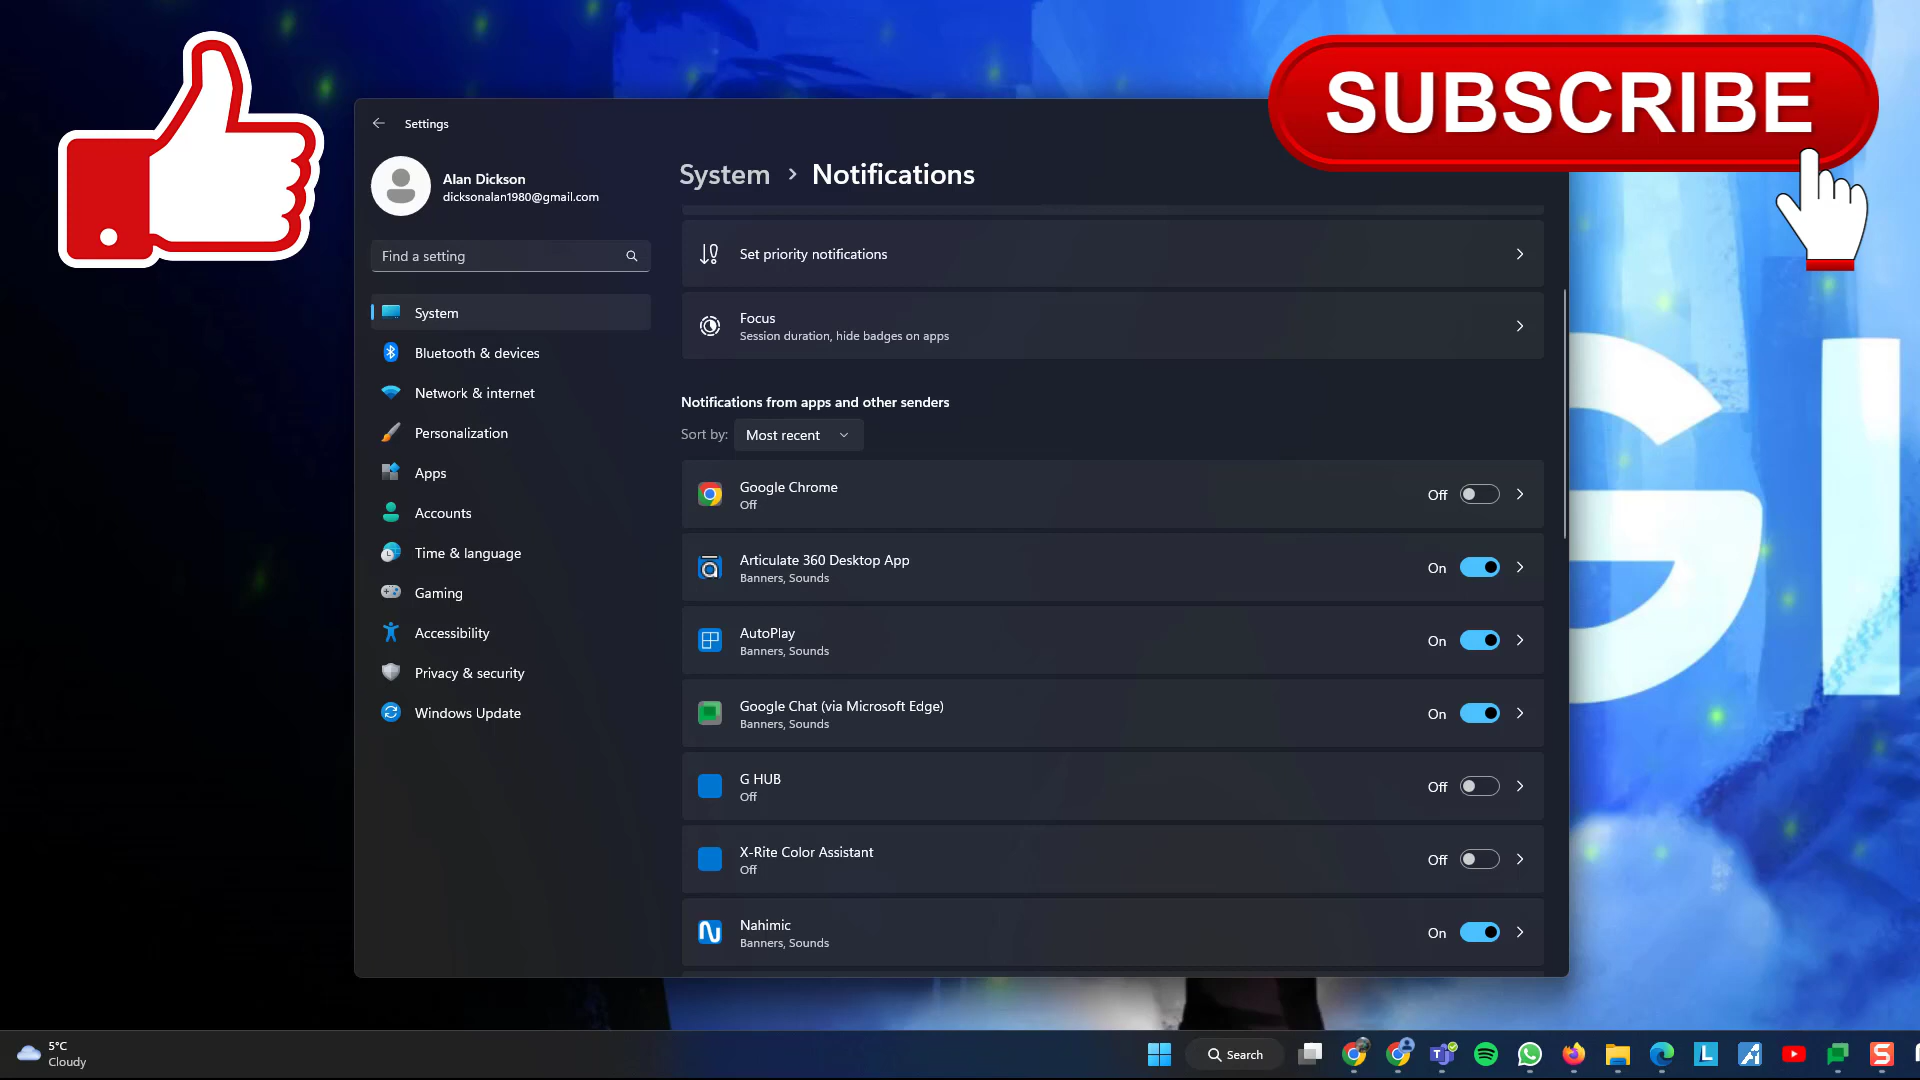 SUBSCRIBE
Settings
Alan Dickson
dicksonalan1980@gmail.com
Find a setting
System
Bluetooth & devices
Network & internet
Personalization
Apps
Accounts
Time & language
Gaming
Accessibility
Privacy & security
Windows Update
System > Notifications
Set priority notifications
Focus
Session duration, hide badges on apps
Notifications from apps and other senders
Sort by: Most recent
Google Chrome
Off
Off
Articulate 360 Desktop App
Banners, Sounds
On
AutoPlay
Banners, Sounds
On
Google Chat (via Microsoft Edge)
Banners, Sounds
On
G HUB
Off
Off
X-Rite Color Assistant
Off
Off
Nahimic
Banners, Sounds
On
GI
5°C
Cloudy
Search